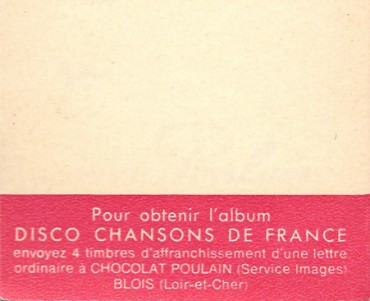 Pour obtenir l'album
DISCO CHANSONS DE FRANCE
envoyez 4 timbres d'affranchissement d'une lettre
ordinaire à CHOCOLAT POULAIN (Service Images)
BLOIS (Loir-et-Cher)